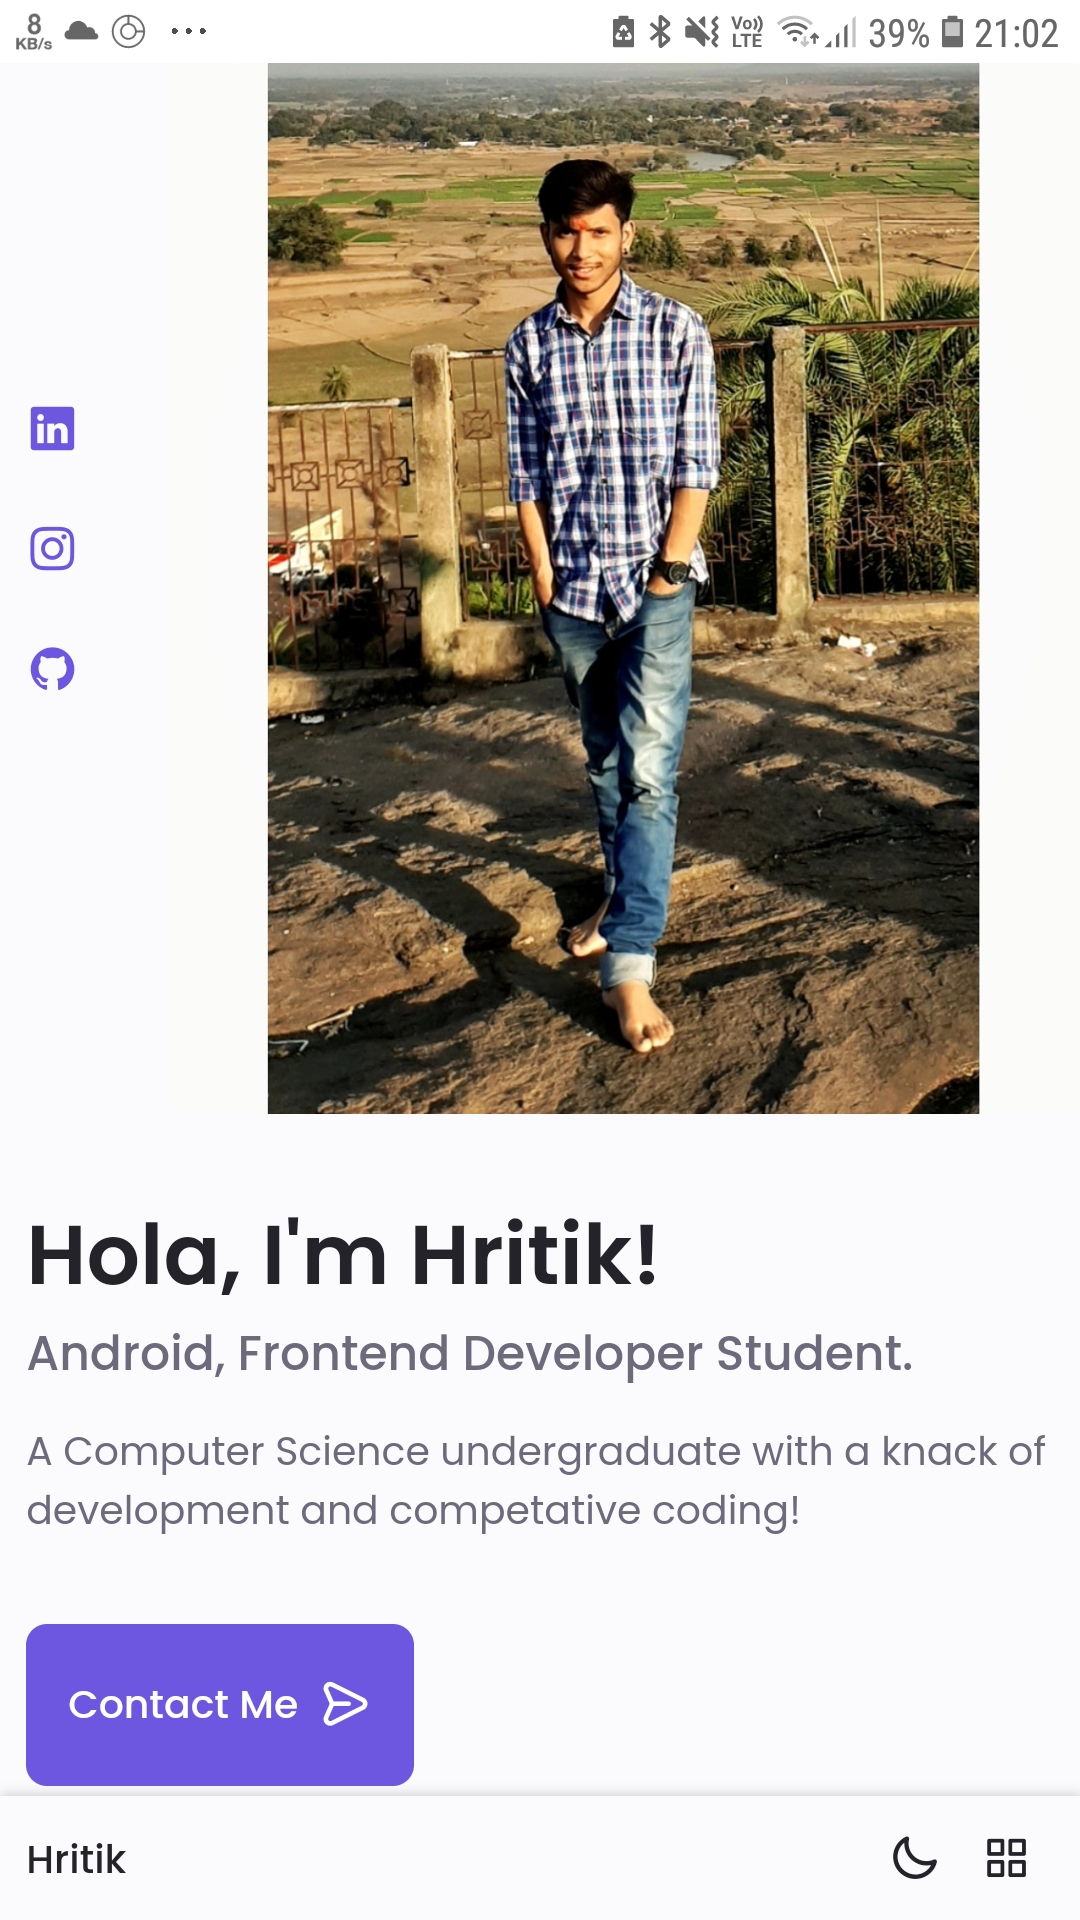 8
KB/s
Vo))
LTE
39%
21:02
in
Hola, I'm Hritik!
Android, Frontend Developer Student.
A Computer Science undergraduate with a knack of
development and competative coding!
Contact Me
Hritik